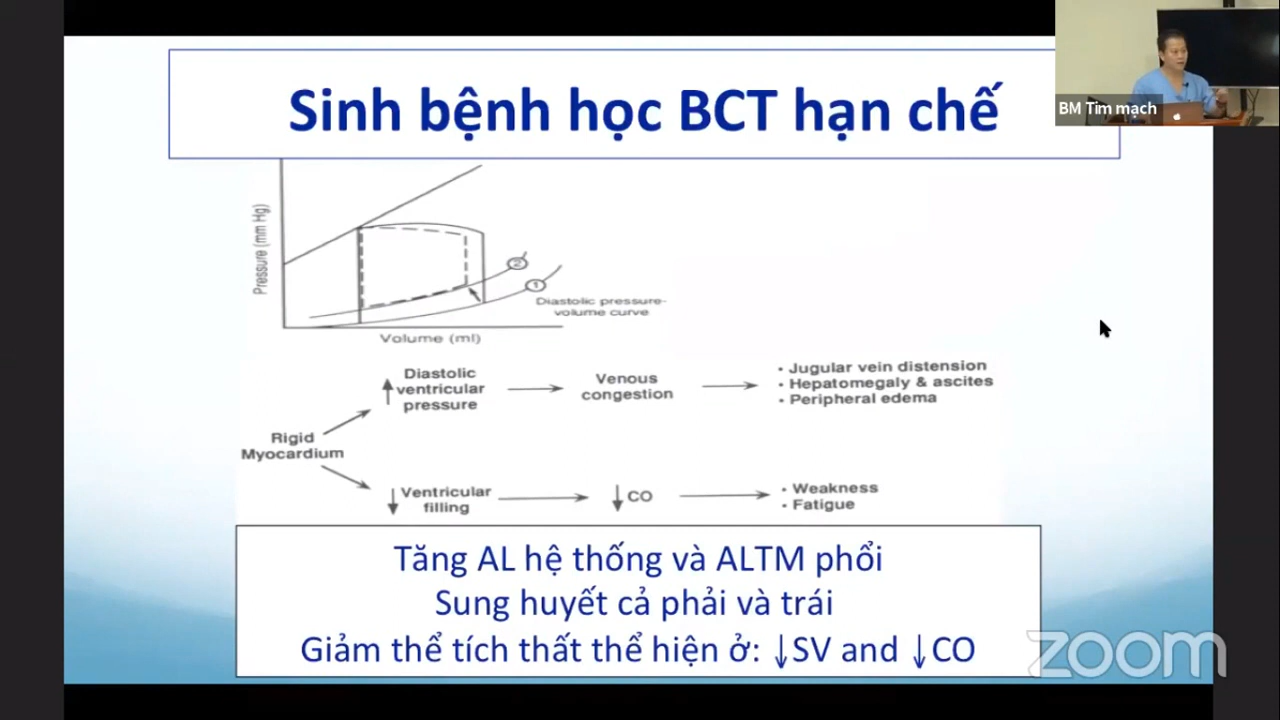 Sinh bệnh học BCT hạn chế
BM Tim mạch
Pressure (mm Hg)
2
1
Diastolic pressure-
volume curve
Volume (ml)
Diastolic
ventricular
pressure
Venous
congestion
• Jugular vein distension
• Hepatomegaly & ascites
• Peripheral edema
Rigid
Myocardium
Ventricular
filling
↓ CO
• Weakness
• Fatigue
Tăng AL hệ thống và ALTM phổi
Sung huyết cả phải và trái
Giảm thể tích thất thể hiện ở: ↓SV and ↓CO
zoom